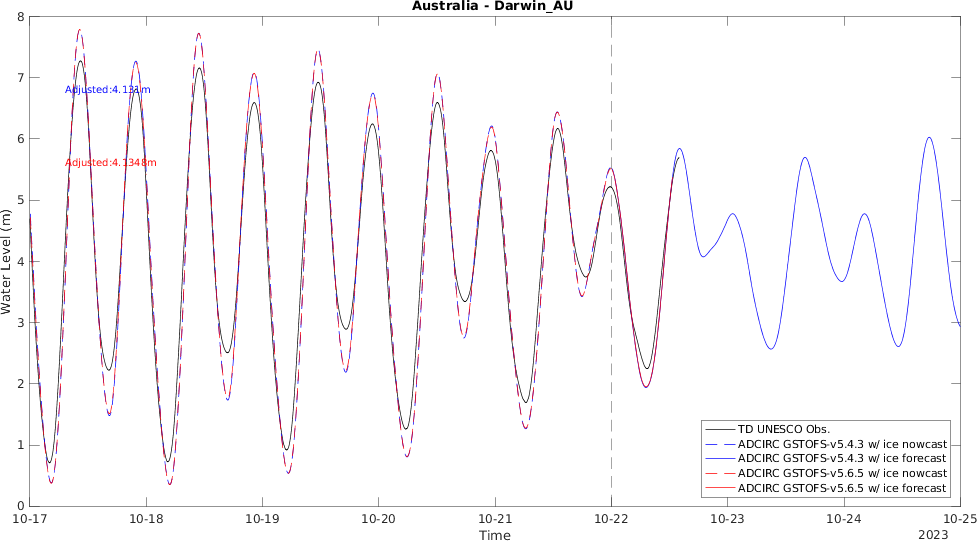 Australia - Darwin_AU
8
7
6
5
4
3
2
1
0
Water Level (m)
Adjusted:4.131m
Adjusted:4.1348m
TD UNESCO Obs.
ADCIRC GSTOFS-v5.4.3 w/ ice nowcast
ADCIRC GSTOFS-v5.4.3 w/ ice forecast
ADCIRC GSTOFS-v5.6.5 w/ ice nowcast
ADCIRC GSTOFS-v5.6.5 w/ ice forecast
10-17 10-18 10-19 10-20 10-21 10-22 10-23 10-24 10-25
Time
2023